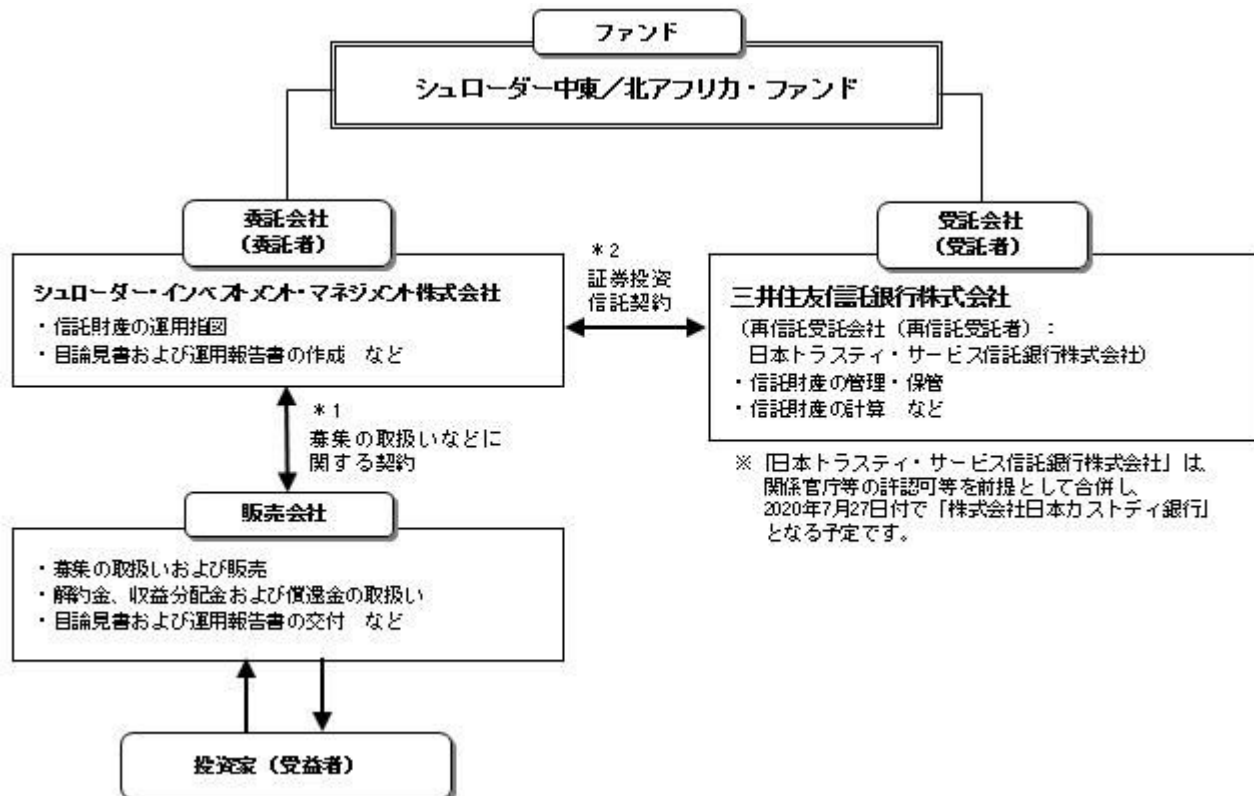 ファンド
シュローダー中東／北アフリカ・ファンド
委託会社
（委託者）
シュローダー・インベストメント・マネジメント株式会社
・信託財産の運用指図
・目論見書および運用報告書の作成 など
＊2
証券投資
信託契約
受託会社
（受託者）
三井住友信託銀行株式会社
（再信託受託会社（再信託受託者）：
日本トラスティ・サービス信託銀行株式会社）
・信託財産の管理・保管
・信託財産の計算 など
※「日本トラスティ・サービス信託銀行株式会社」は、
関係官庁等の許認可等を前提として合併し、
2020年7月27日付で「株式会社日本カストディ銀行」
となる予定です。
＊1
募集の取扱いなどに
関する契約
販売会社
・募集の取扱いおよび販売
・解約金、収益分配金および償還金の取扱い
・目論見書および運用報告書の交付 など
投資家（受益者）